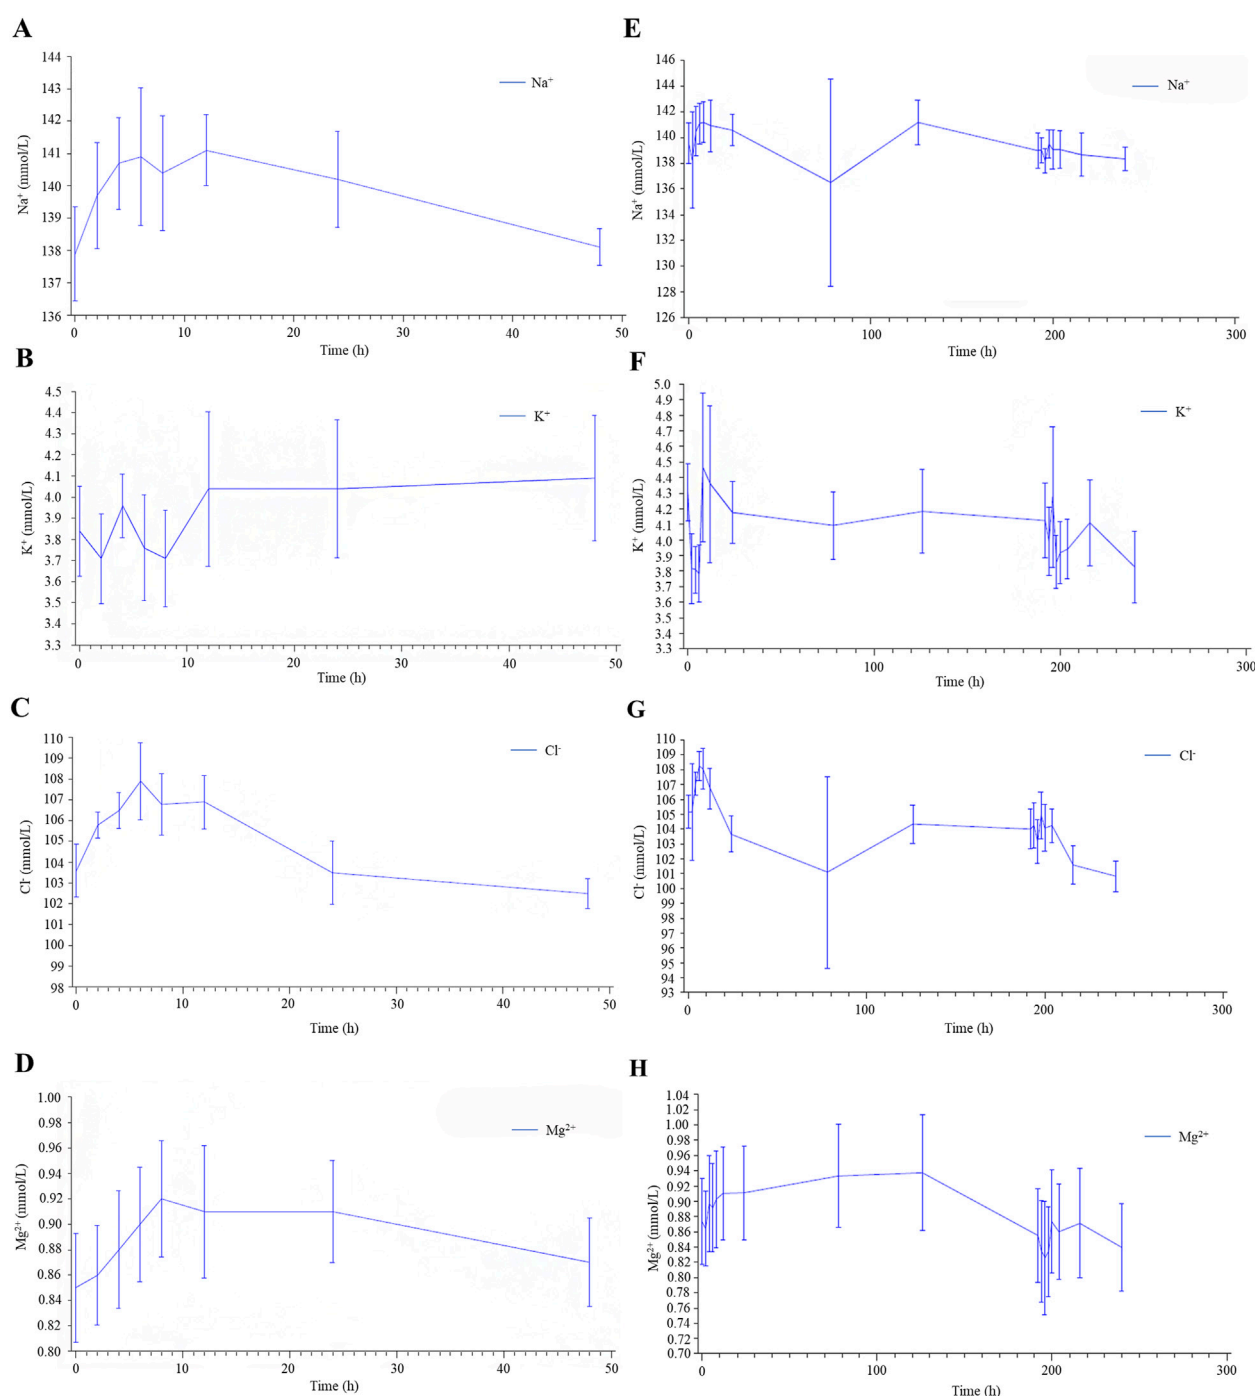 A
144
143
142
141
140
139
138
137
136
Na⁺ (mmol/L)
Na⁺
0 10 20 30 40 50
Time (h)
B
4.5
4.4
4.3
4.2
4.1
4.0
3.9
3.8
3.7
3.6
3.5
3.4
3.3
K⁺ (mmol/L)
K⁺
0 10 20 30 40 50
Time (h)
C
110
109
108
107
106
105
104
103
102
101
100
99
98
Cl⁻ (mmol/L)
Cl⁻
0 10 20 30 40 50
Time (h)
D
1.00
0.98
0.96
0.94
0.92
0.90
0.88
0.86
0.84
0.82
0.80
Mg²⁺ (mmol/L)
Mg²⁺
0 10 20 30 40 50
Time (h)
E
146
144
142
140
138
136
134
132
130
128
126
Na⁺ (mmol/L)
Na⁺
0 100 200 300
Time (h)
F
5.0
4.9
4.8
4.7
4.6
4.5
4.4
4.3
4.2
4.1
4.0
3.9
3.8
3.7
3.6
3.5
3.4
3.3
K⁺ (mmol/L)
K⁺
0 100 200 300
Time (h)
G
110
109
108
107
106
105
104
103
102
101
100
99
98
97
96
95
94
93
Cl⁻ (mmol/L)
Cl⁻
0 100 200 300
Time (h)
H
1.04
1.02
1.00
0.98
0.96
0.94
0.92
0.90
0.88
0.86
0.84
0.82
0.80
0.78
0.76
0.74
0.72
0.70
Mg²⁺ (mmol/L)
Mg²⁺
0 100 200 300
Time (h)